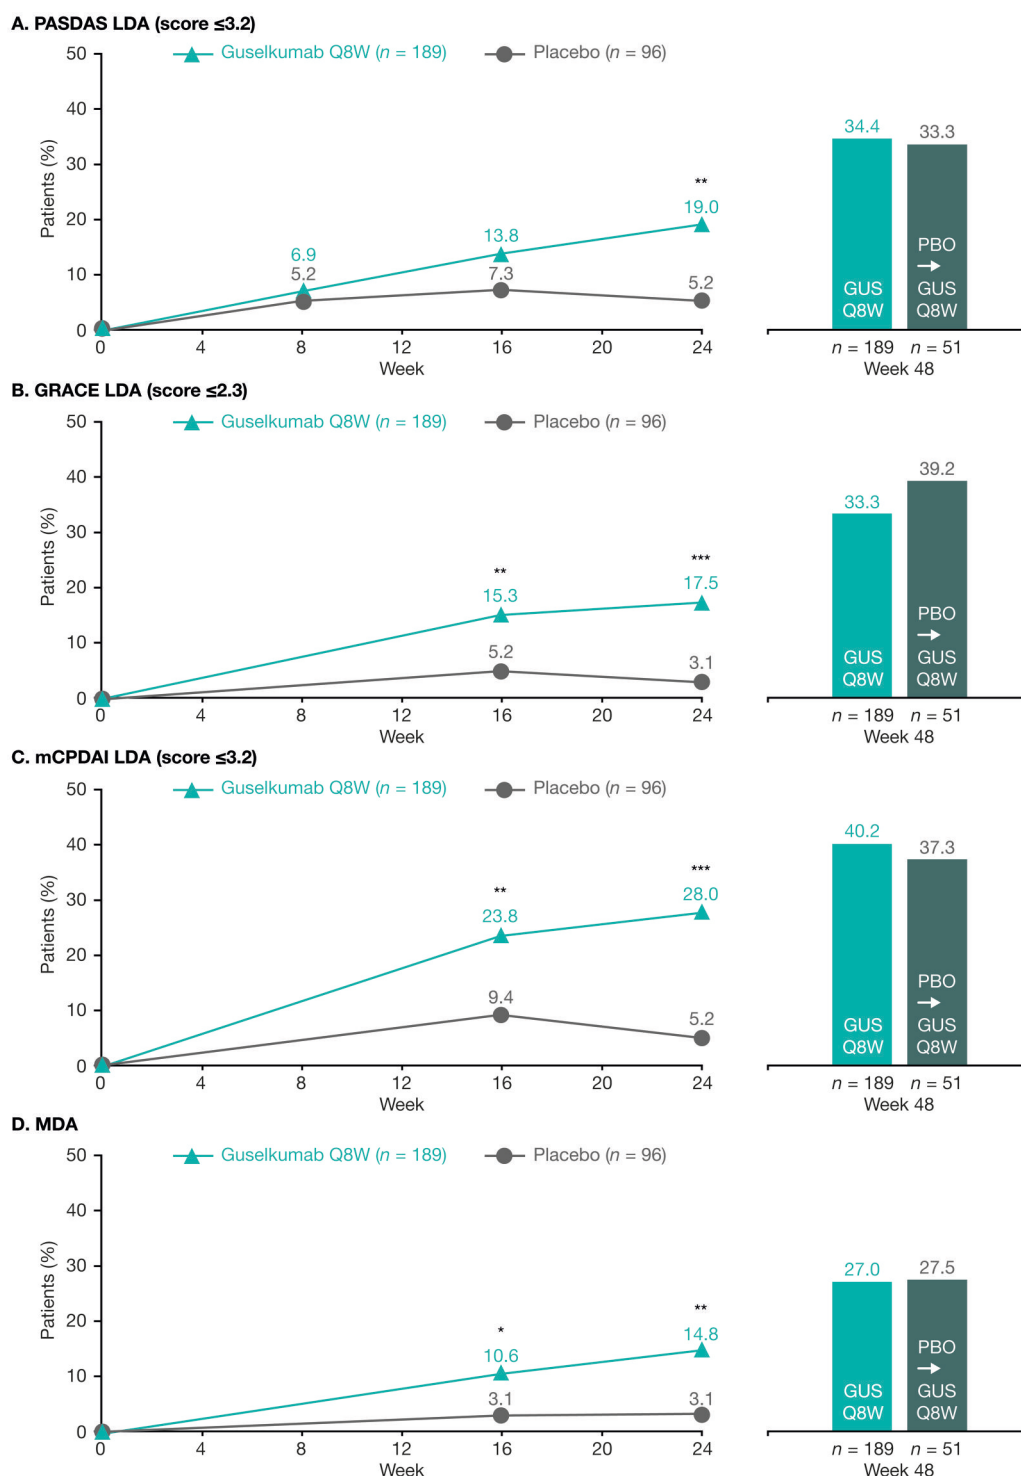 A. PASDAS LDA (score ≤3.2)
Guselkumab Q8W (n = 189)
Placebo (n = 96)
Patients (%)
50
40
30
20
10
0
6.9
5.2
13.8
7.3
**
19.0
5.2
0 4 8 12 16 20 24
Week
34.4
33.3
GUS
Q8W
PBO
→
GUS
Q8W
n = 189 n = 51
Week 48
B. GRACE LDA (score ≤2.3)
Guselkumab Q8W (n = 189)
Placebo (n = 96)
Patients (%)
50
40
30
20
10
0
**
15.3
5.2
***
17.5
3.1
0 4 8 12 16 20 24
Week
33.3
39.2
GUS
Q8W
PBO
→
GUS
Q8W
n = 189 n = 51
Week 48
C. mCPDAI LDA (score ≤3.2)
Guselkumab Q8W (n = 189)
Placebo (n = 96)
Patients (%)
50
40
30
20
10
0
**
23.8
9.4
***
28.0
5.2
0 4 8 12 16 20 24
Week
40.2
37.3
GUS
Q8W
PBO
→
GUS
Q8W
n = 189 n = 51
Week 48
D. MDA
Guselkumab Q8W (n = 189)
Placebo (n = 96)
Patients (%)
50
40
30
20
10
0
*
10.6
3.1
**
14.8
3.1
0 4 8 12 16 20 24
Week
27.0
27.5
GUS
Q8W
PBO
→
GUS
Q8W
n = 189 n = 51
Week 48